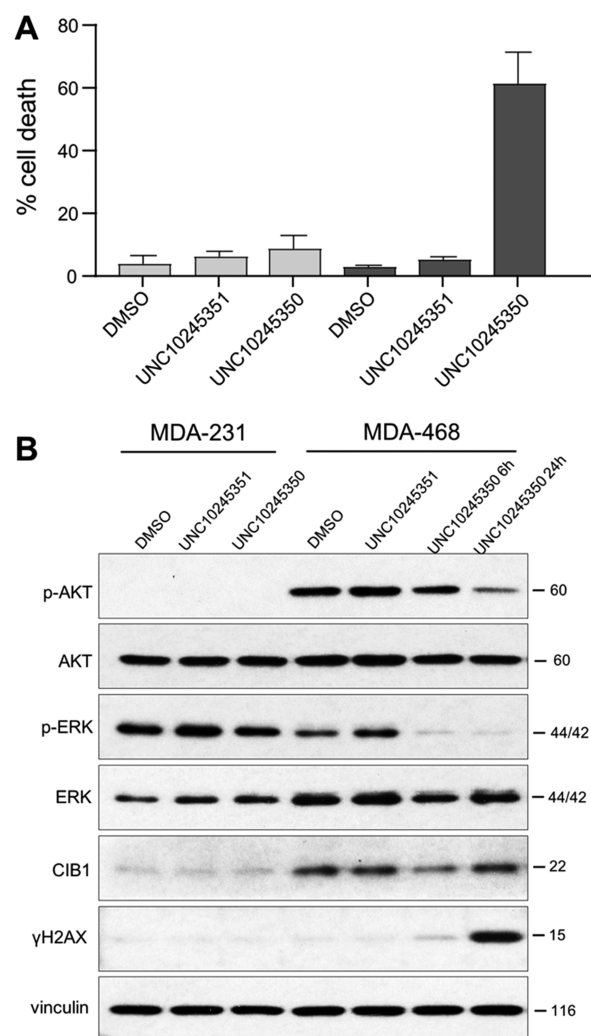 A
80
60
40
20
0
% cell death
DMSO
UNC10245351
UNC10245350
DMSO
UNC10245351
UNC10245350
B
MDA-231
MDA-468
DMSO
UNC10245351
UNC10245350
DMSO
UNC10245351
UNC10245350 6h
UNC10245350 24h
p-AKT
60
AKT
60
p-ERK
44/42
ERK
44/42
CIB1
22
γH2AX
15
vinculin
116